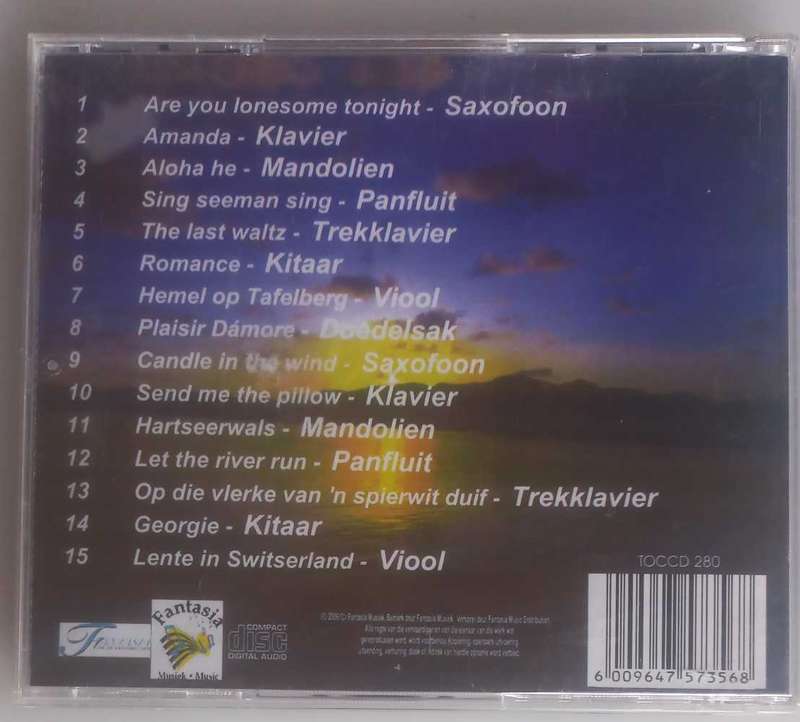 1 Are you lonesome tonight - Saxofoon
2 Amanda - Klavier
3 Aloha he - Mandolien
4 Sing seeman sing - Panfluit
5 The last waltz - Trekklavier
6 Romance - Kitaar
7 Hemel op Tafelberg - Viool
8 Plaisir Dámore - Doedelsak
9 Candle in the wind - Saxofoon
10 Send me the pillow - Klavier
11 Hartseerwals - Mandolien
12 Let the river run - Panfluit
13 Op die vlerke van 'n spierwit duif - Trekklavier
14 Georgie - Kitaar
15 Lente in Switserland - Viool
TOCCD 280
Fantasia
Musiek • Music
COMPACT
disc
DIGITAL AUDIO
6 009647 573568